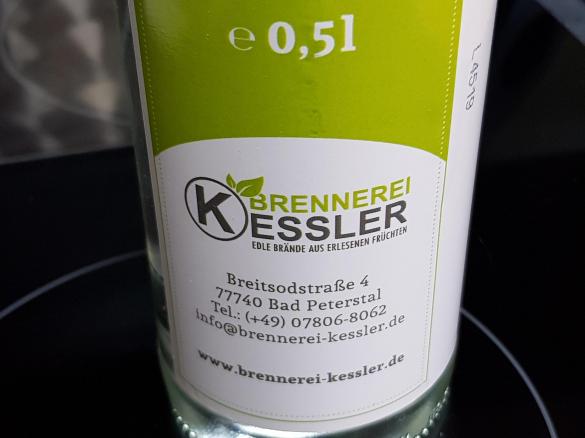 e 0,5l
BRENNEREI
KESSLER
EDLE BRÄNDE AUS ERLESENEN FRÜCHTEN
Breitsodstraße 4
77740 Bad Peterstal
Tel.: (+49) 07806-8062
info@brennerei-kessler.de
www.brennerei-kessler.de
L 4519